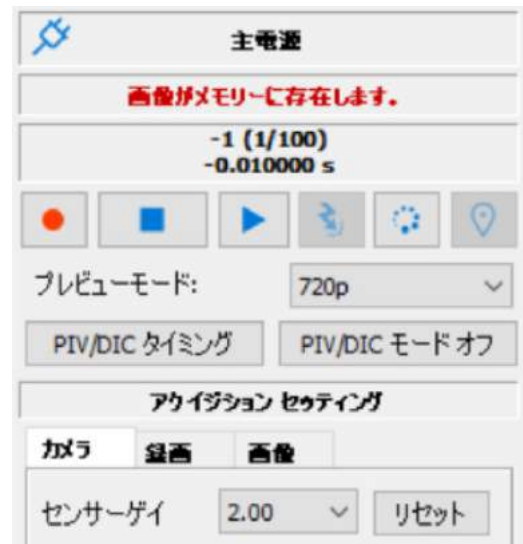 主電源
画像がメモリーに存在します。
-1 (1/100)
-0.010000 s
プレビューモード: 720p
PIV/DIC タイミング PIV/DIC モード オフ
アクイジション セッティング
カメラ 録画 画像
センサーゲイ 2.00 リセット